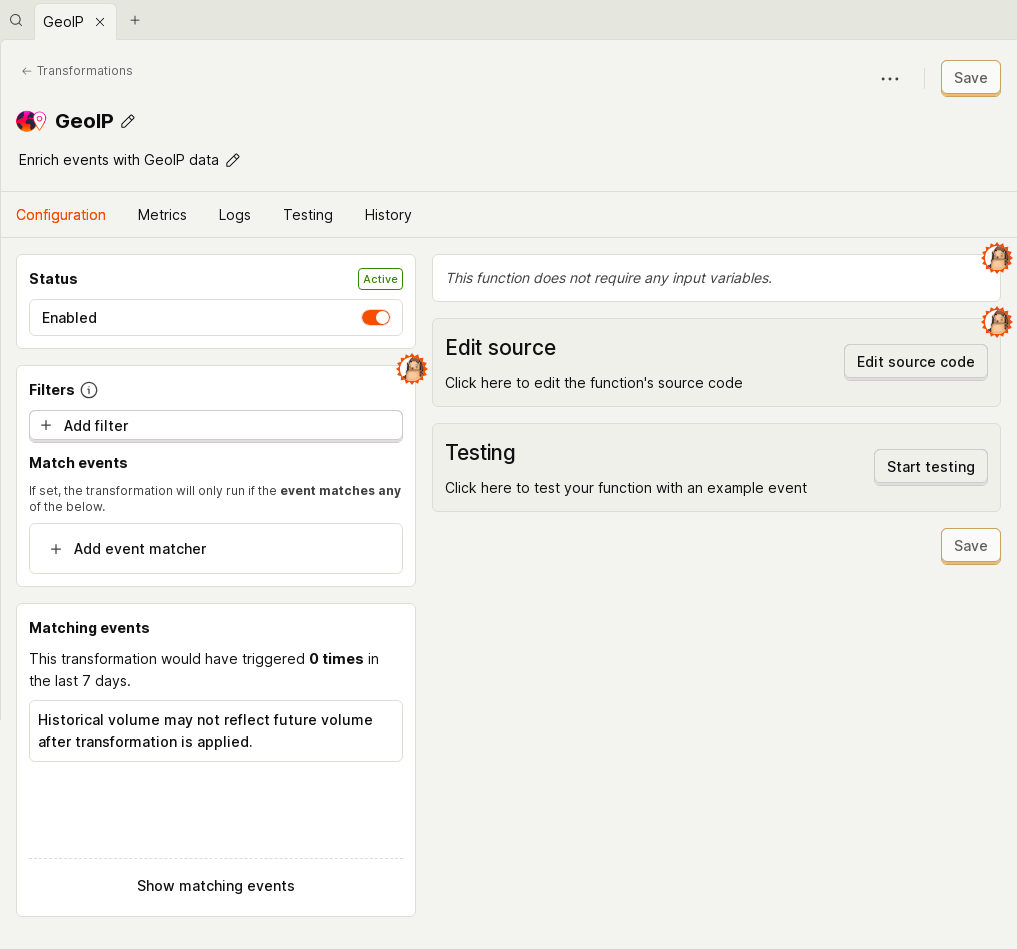 GeoIP
Transformations
Save
GeoIP
Enrich events with GeoIP data
Configuration
Metrics
Logs
Testing
History
Status
Active
Enabled
Filters
Add filter
Match events
If set, the transformation will only run if the event matches any
of the below.
Add event matcher
Matching events
This transformation would have triggered 0 times in
the last 7 days.
Historical volume may not reflect future volume
after transformation is applied.
Show matching events
This function does not require any input variables.
Edit source
Click here to edit the function's source code
Edit source code
Testing
Click here to test your function with an example event
Start testing
Save